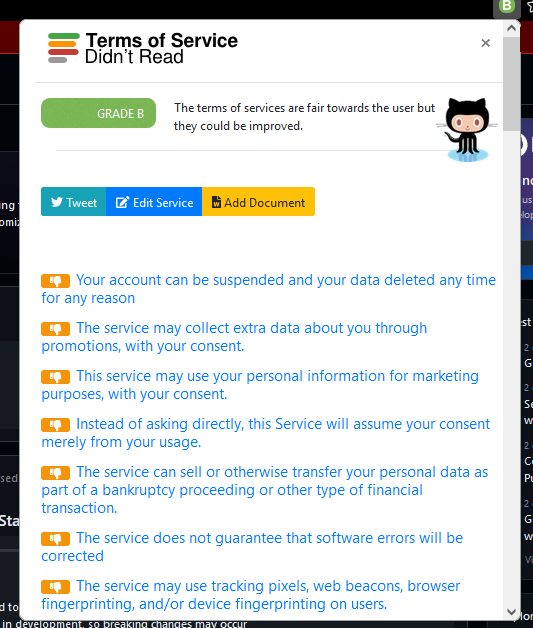 B
Terms of Service
Didn't Read
×
GRADE B
The terms of services are fair towards the user but
they could be improved.
Tweet
Edit Service
Add Document
Your account can be suspended and your data deleted any time
for any reason
The service may collect extra data about you through
promotions, with your consent.
This service may use your personal information for marketing
purposes, with your consent.
Instead of asking directly, this Service will assume your consent
merely from your usage.
The service can sell or otherwise transfer your personal data as
part of a bankruptcy proceeding or other type of financial
transaction.
The service does not guarantee that software errors will be
corrected
The service may use tracking pixels, web beacons, browser
fingerprinting, and/or device fingerprinting on users.
in development, so breaking changes may occur